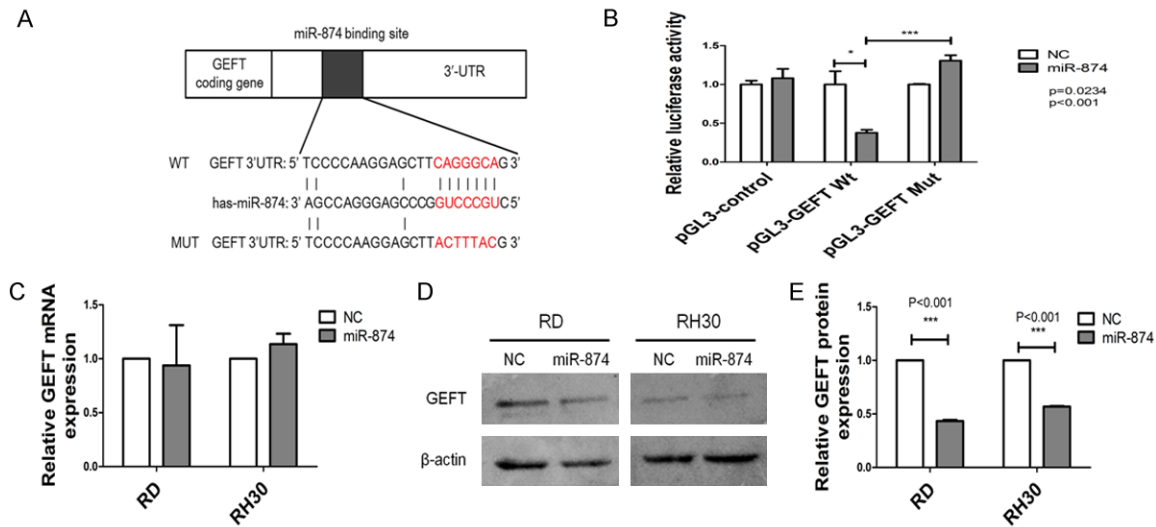 A
miR-874 binding site
GEFT
coding gene
3'-UTR
WT GEFT 3'UTR: 5' TCCCCAAGGAGCTTCAGGGCAG 3'
has-miR-874: 3' AGCCAGGGAGCCCGGUCCCGUC 5'
MUT GEFT 3'UTR: 5' TCCCCAAGGAGCTTACTTTACG 3'
B
Relative luciferase activity
1.5
1.0
0.5
0.0
*
***
NC
miR-874
p=0.0234
p<0.001
pGL3-control
pGL3-GEFT Wt
pGL3-GEFT Mut
C
Relative GEFT mRNA
expression
1.5
1.0
0.5
0.0
NC
miR-874
RD
RH30
D
RD RH30
NC miR-874 NC miR-874
GEFT
β-actin
E
Relative GEFT protein
expression
1.5
1.0
0.5
0.0
P<0.001
***
P<0.001
***
NC
miR-874
RD
RH30